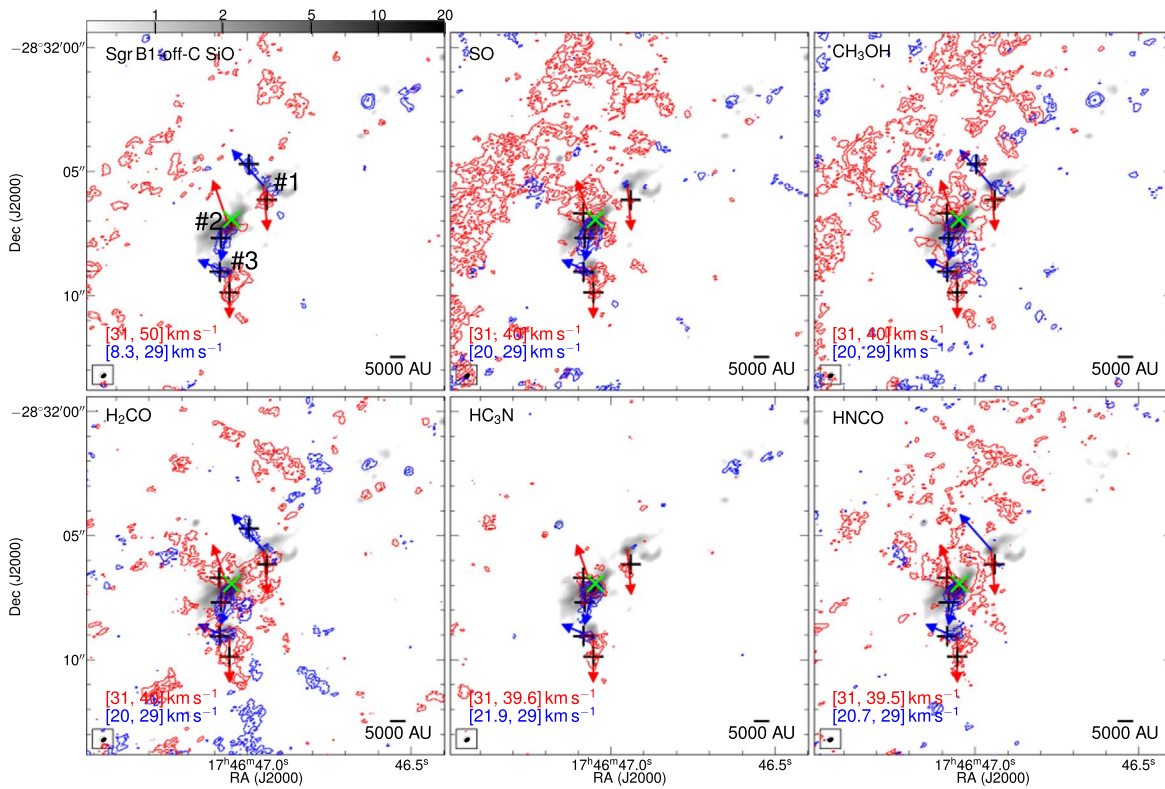 1 2 5 10 20
−28°32′00″
Sgr B1-off-C SiO
SO
CH₃OH
05″
#1
#2
#3
10″
Dec (J2000)
[31, 50] km s⁻¹
[8.3, 29] km s⁻¹
5000 AU
[31, 40] km s⁻¹
[20, 29] km s⁻¹
5000 AU
[31, 40] km s⁻¹
[20, 29] km s⁻¹
5000 AU
−28°32′00″
H₂CO
HC₃N
HNCO
05″
10″
Dec (J2000)
[31, 40] km s⁻¹
[20, 29] km s⁻¹
5000 AU
[31, 39.6] km s⁻¹
[21.9, 29] km s⁻¹
5000 AU
[31, 39.5] km s⁻¹
[20.7, 29] km s⁻¹
5000 AU
17ʰ46ᵐ47.0ˢ 46.5ˢ
RA (J2000)
17ʰ46ᵐ47.0ˢ 46.5ˢ
RA (J2000)
17ʰ46ᵐ47.0ˢ 46.5ˢ
RA (J2000)